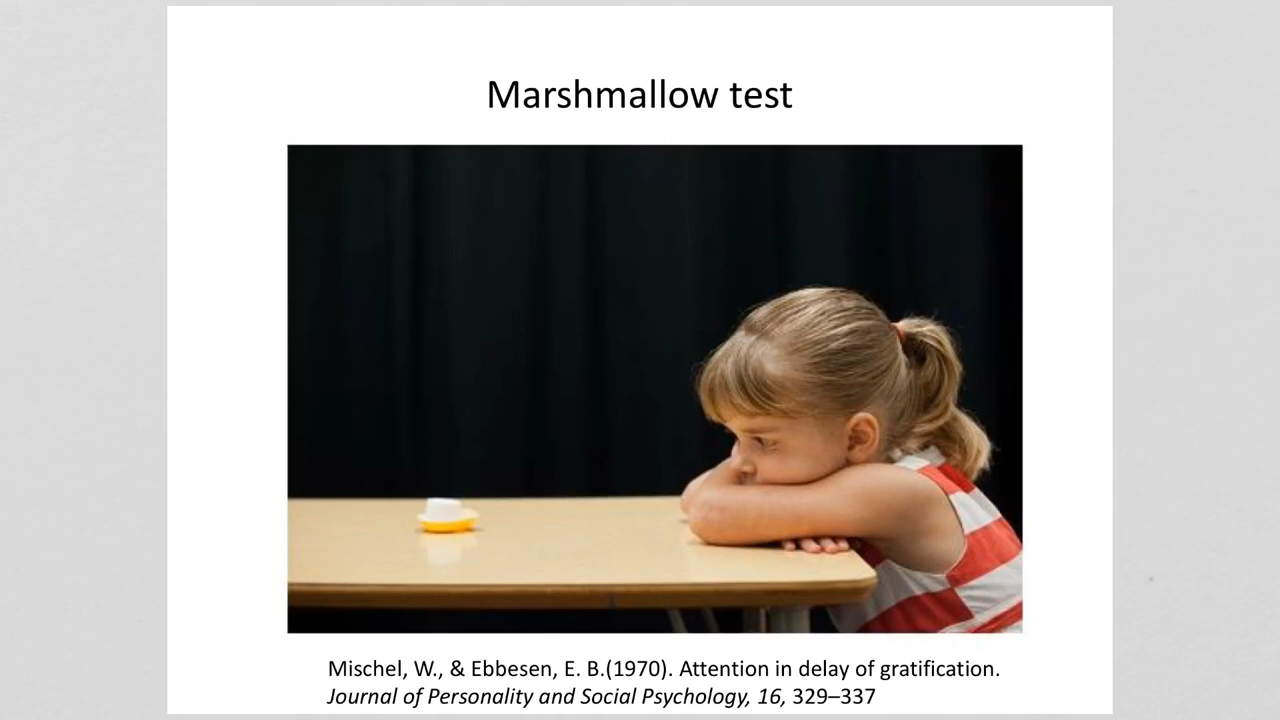 Marshmallow test
Mischel, W., & Ebbesen, E. B.(1970). Attention in delay of gratification.
Journal of Personality and Social Psychology, 16, 329–337